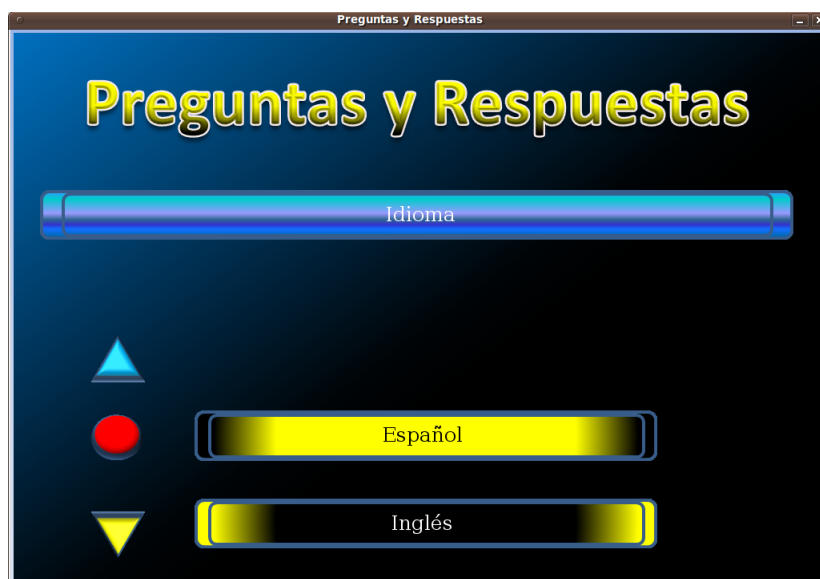 Preguntas y Respuestas
Preguntas y Respuestas
Idioma
Español
Inglés